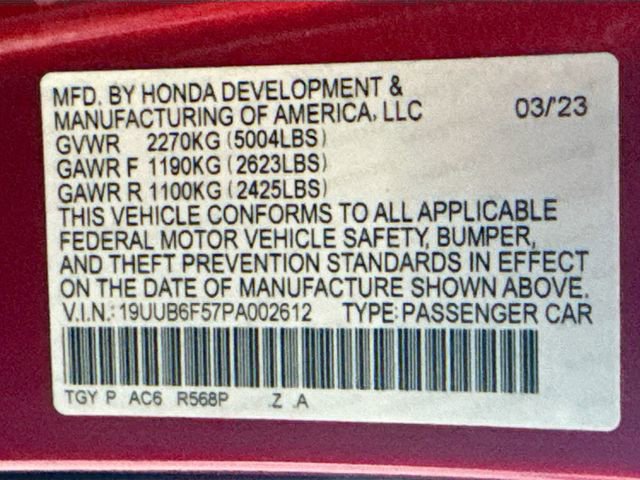 MFD. BY HONDA DEVELOPMENT &
MANUFACTURING OF AMERICA, LLC 03/'23
GVWR 2270KG (5004LBS)
GAWR F 1190KG (2623LBS)
GAWR R 1100KG (2425LBS)
THIS VEHICLE CONFORMS TO ALL APPLICABLE
FEDERAL MOTOR VEHICLE SAFETY, BUMPER,
AND THEFT PREVENTION STANDARDS IN EFFECT
ON THE DATE OF MANUFACTURE SHOWN ABOVE.
V.I.N.: 19UUB6F57PA002612 TYPE: PASSENGER CAR
TGY P AC6 R568P Z A